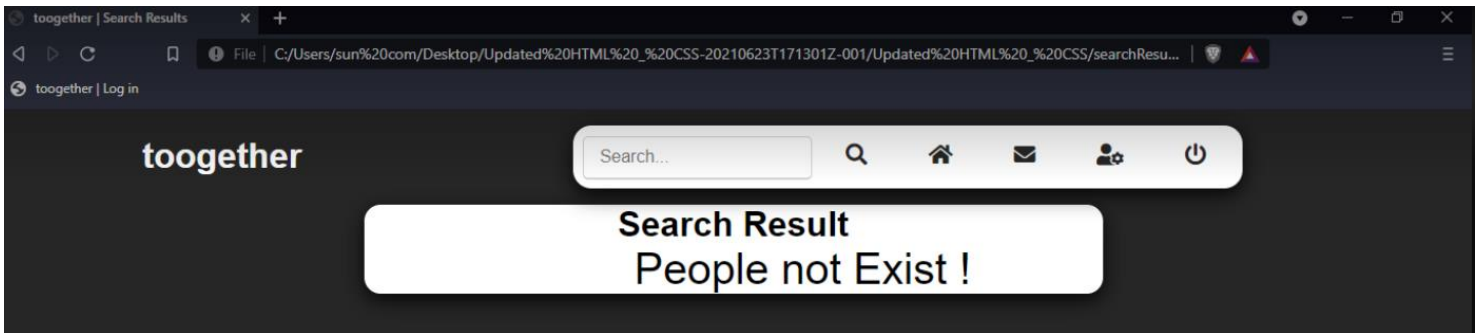 toogether | Search Results
File | C:/Users/sun%20com/Desktop/Updated%20HTML%20_%20CSS-20210623T171301Z-001/Updated%20HTML%20_%20CSS/searchResu...
toogether | Log in
toogether
Search...
Search Result
People not Exist !